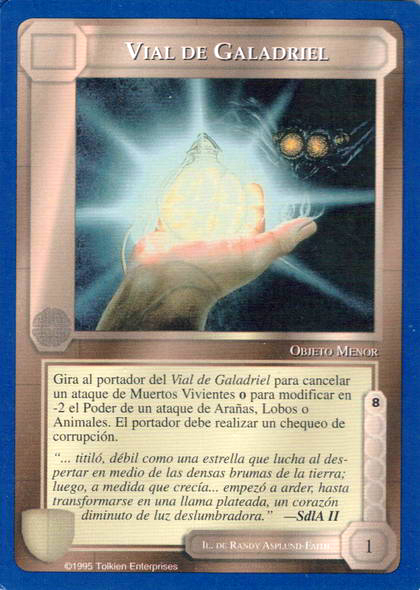 Vial de Galadriel
Objeto Menor
Gira al portador del Vial de Galadriel para cancelar
un ataque de Muertos Vivientes o para modificar en
-2 el Poder de un ataque de Arañas, Lobos o
Animales. El portador debe realizar un chequeo de
corrupción.
8
“... titiló, débil como una estrella que lucha al des-
pertar en medio de las densas brumas de la tierra;
luego, a medida que crecía... empezó a arder, hasta
transformarse en una llama plateada, un corazón
diminuto de luz deslumbradora.” —SdlA II
Il. de Randy Asplund-Faith
1
©1995 Tolkien Enterprises